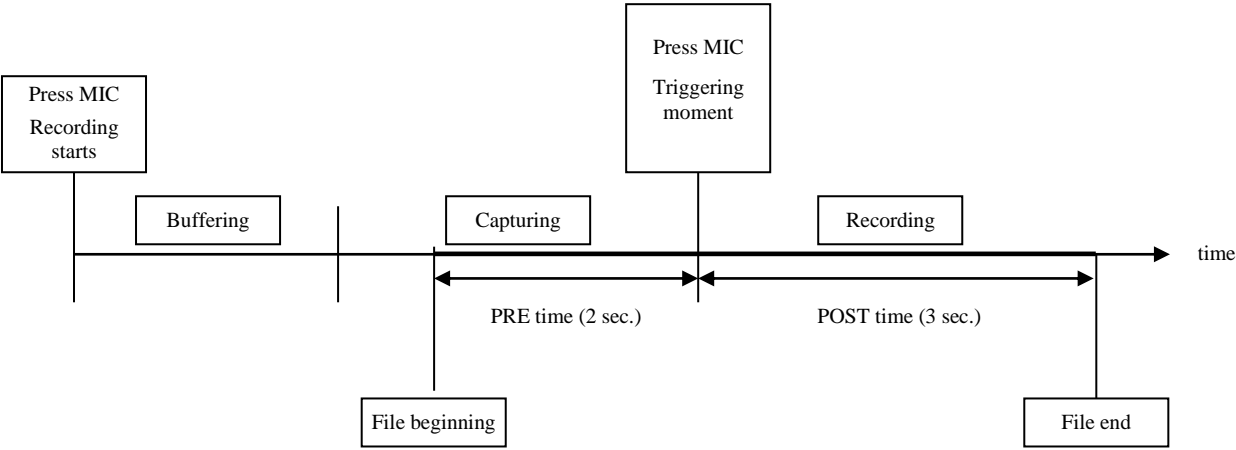 Press MIC
Recording
starts
Press MIC
Triggering
moment
Buffering
Capturing
Recording
time
PRE time (2 sec.)
POST time (3 sec.)
File beginning
File end